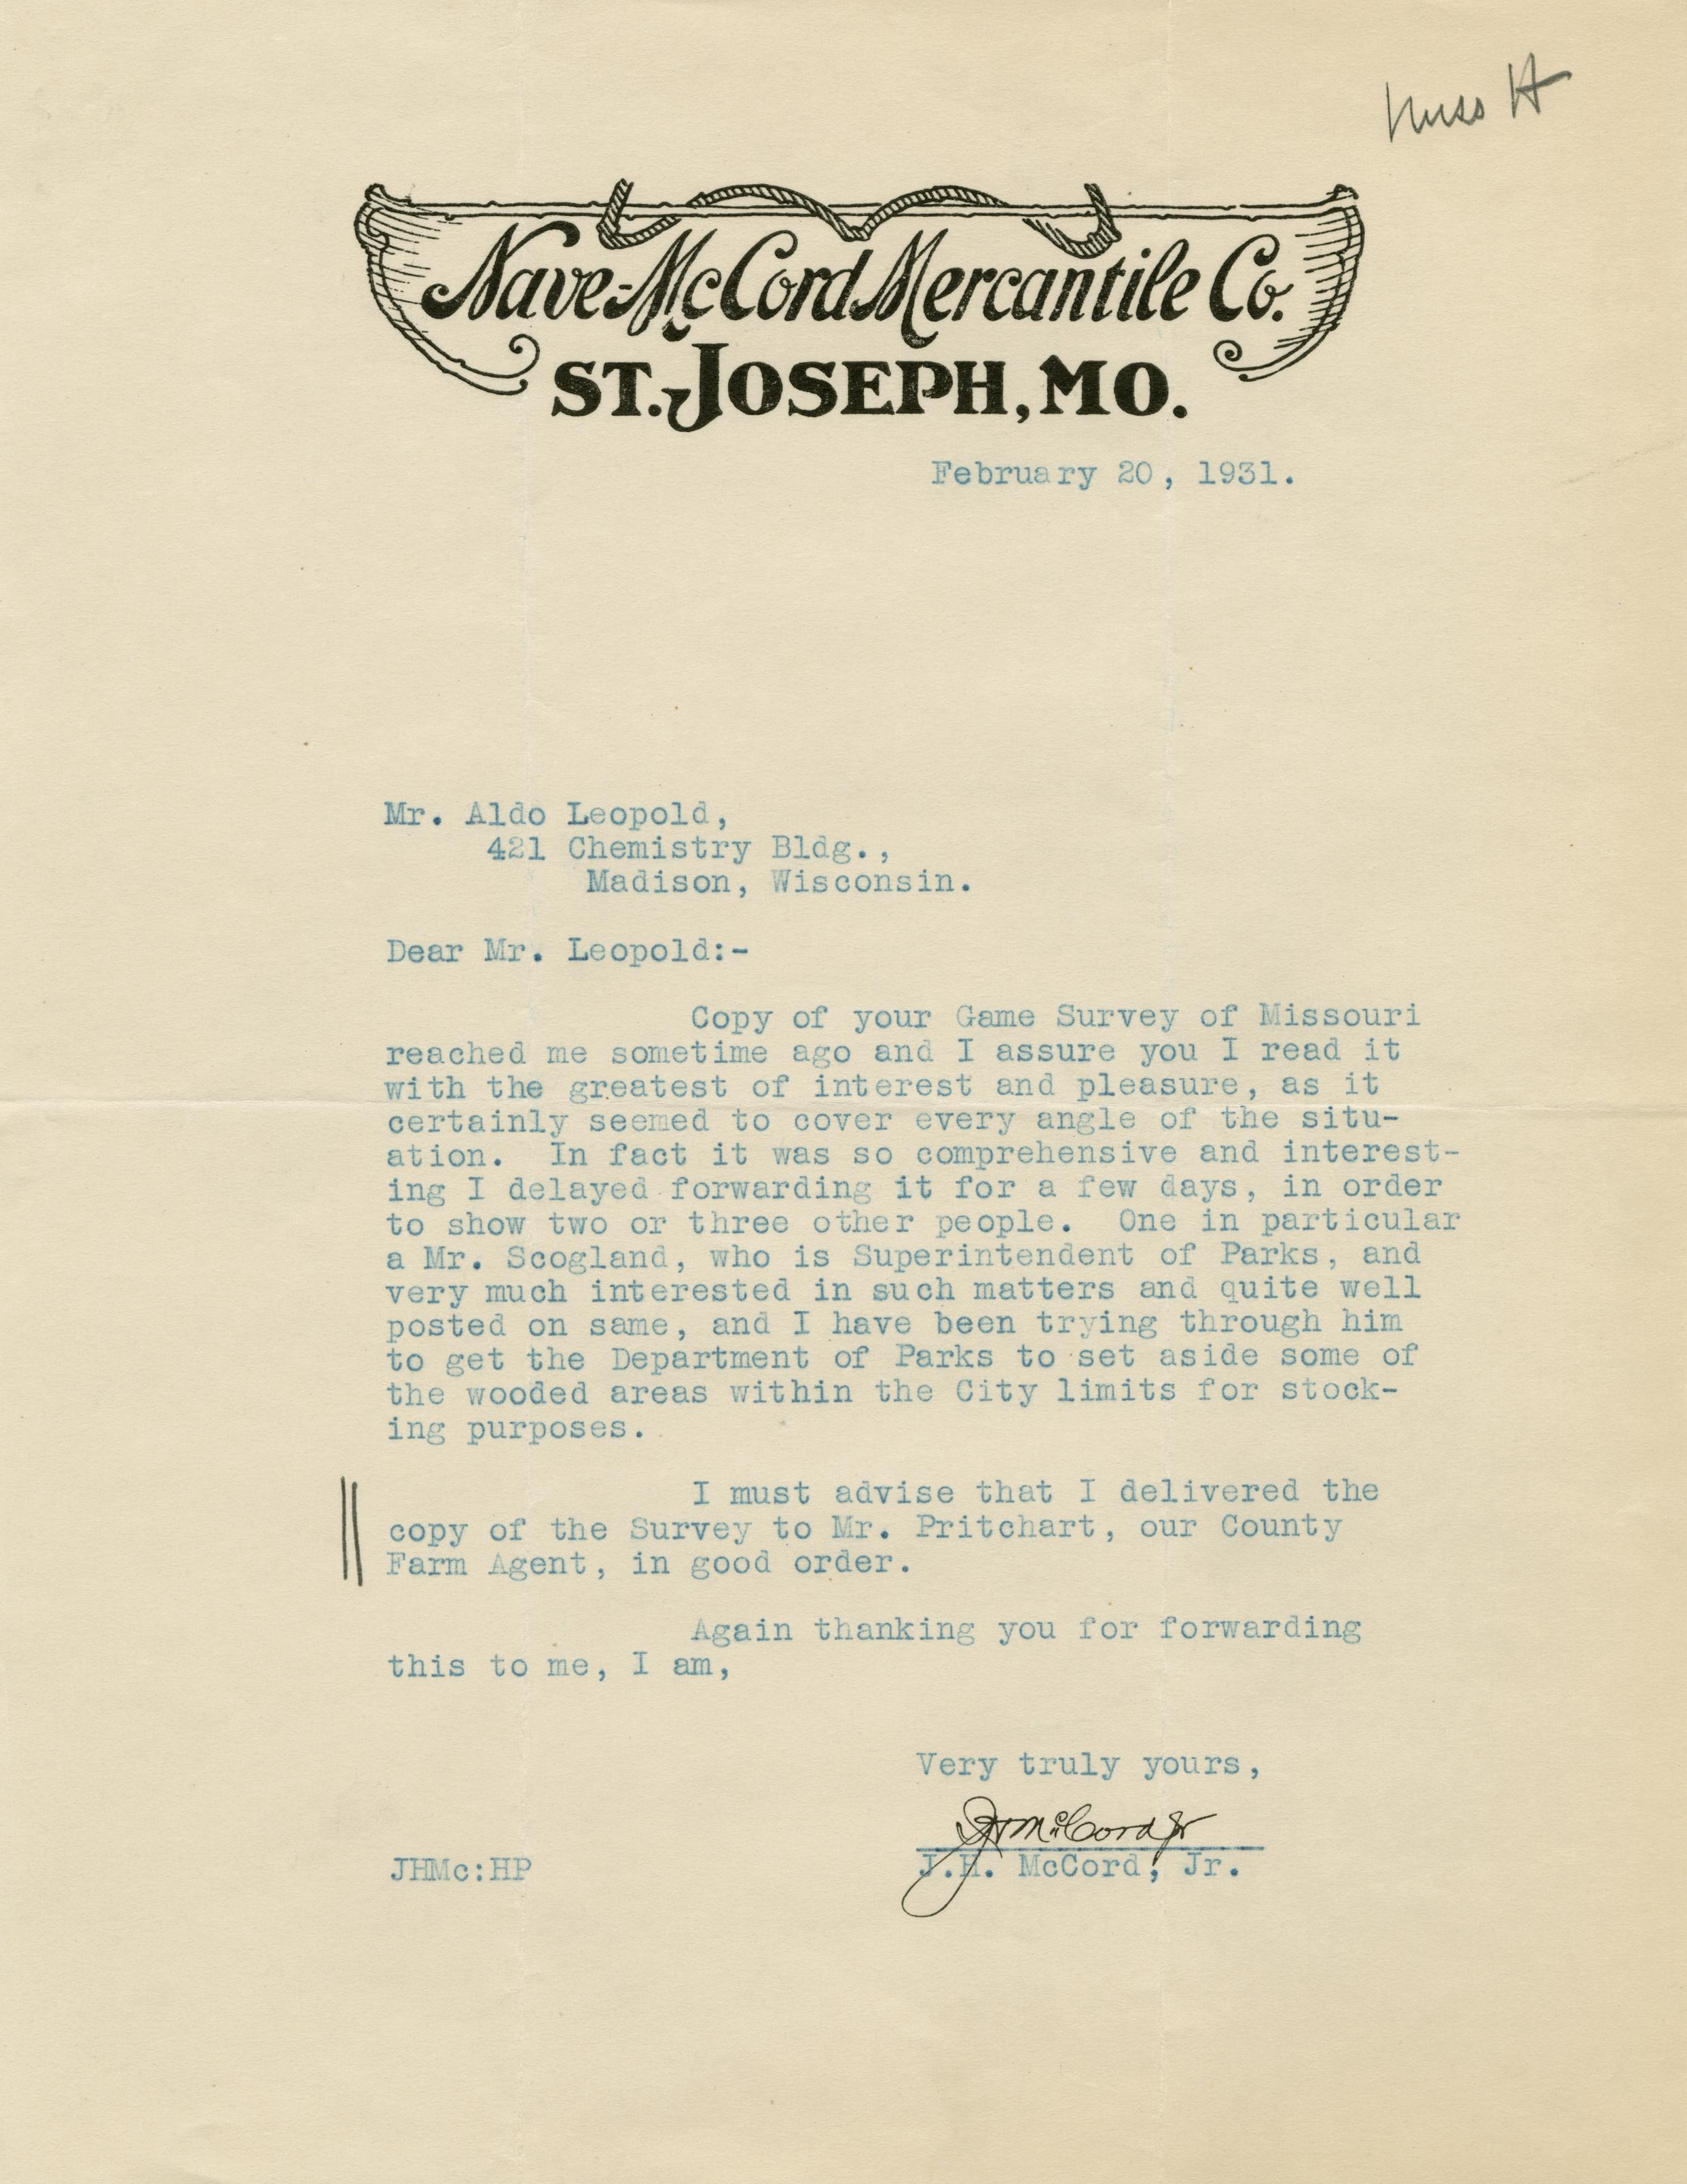 Miss H
Nave-McCord Mercantile Co.
ST. JOSEPH, MO.
February 20, 1931.
Mr. Aldo Leopold,
421 Chemistry Bldg.,
Madison, Wisconsin.
Dear Mr. Leopold:-
Copy of your Game Survey of Missouri
reached me sometime ago and I assure you I read it
with the greatest of interest and pleasure, as it
certainly seemed to cover every angle of the situ-
ation. In fact it was so comprehensive and interest-
ing I delayed forwarding it for a few days, in order
to show two or three other people. One in particular
a Mr. Scogland, who is Superintendent of Parks, and
very much interested in such matters and quite well
posted on same, and I have been trying through him
to get the Department of Parks to set aside some of
the wooded areas within the City limits for stock-
ing purposes.
I must advise that I delivered the
copy of the Survey to Mr. Pritchart, our County
Farm Agent, in good order.
Again thanking you for forwarding
this to me, I am,
Very truly yours,
JH McCord Jr
J.H. McCord, Jr.
JHMc:HP